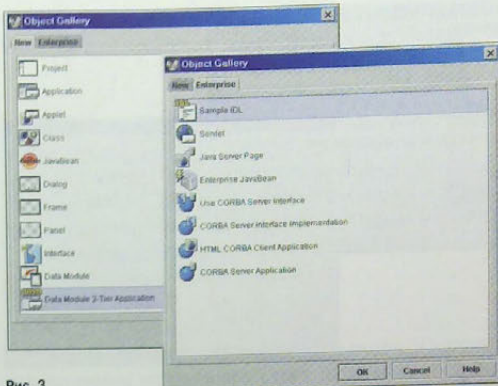 Object Gallery
New Enterprise
Project
Application
Applet
Class
JavaBean
Dialog
Frame
Panel
Interface
Data Module
Data Module 3-Tier Application
Object Gallery
New Enterprise
Sample IDL
Servlet
Java Server Page
Enterprise JavaBean
Use CORBA Server Interface
CORBA Server Interface Implementation
HTML CORBA Client Application
CORBA Server Application
OK Cancel Help
Рис. 3